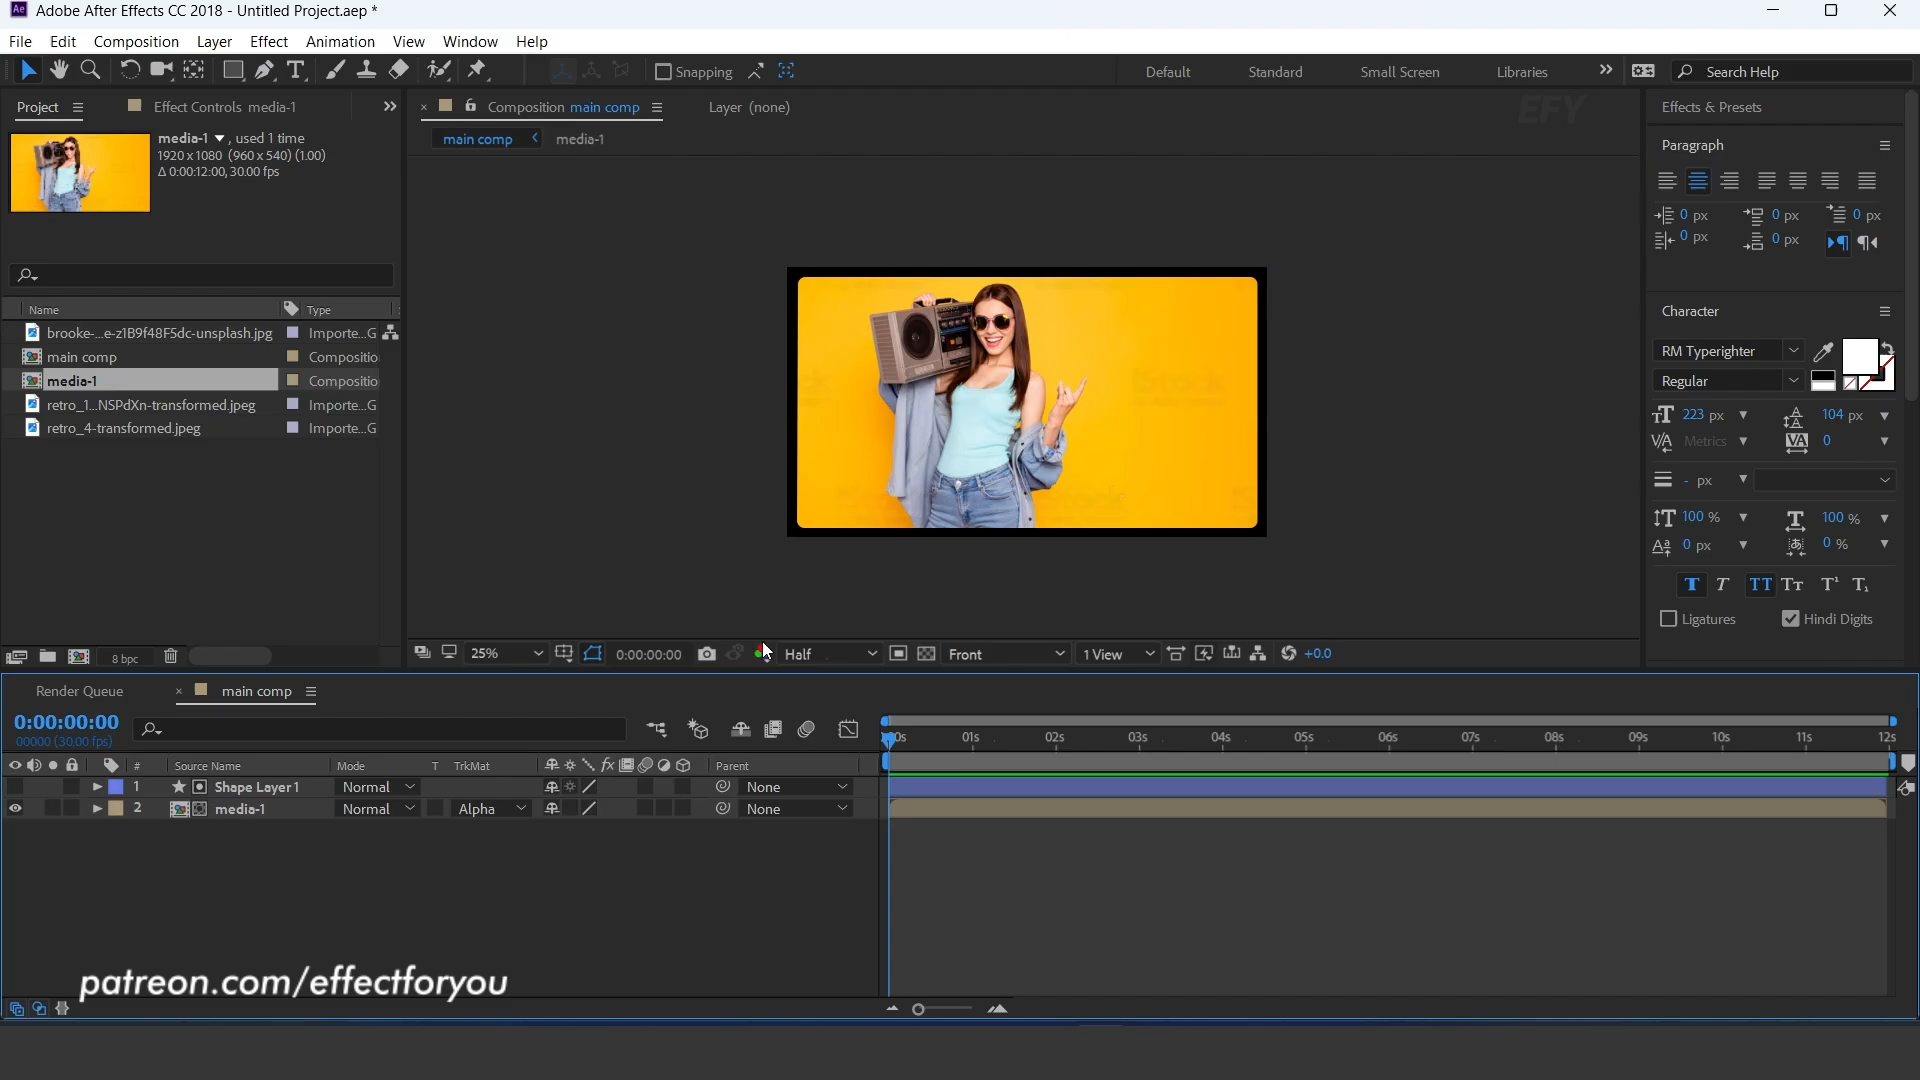 Ae Adobe After Effects CC 2018 - Untitled Project.aep *
File Edit Composition Layer Effect Animation View Window Help
Snapping Default Standard Small Screen Libraries Search Help
Project Effect Controls media-1 Composition main comp Layer (none) EFY Effects & Presets
main comp media-1
media-1 , used 1 time
1920 x 1080 (960 x 540) (1.00)
Δ 0:00:12:00, 30.00 fps
Paragraph
0 px 0 px 0 px
0 px 0 px
Name Type
brooke-...e-z1B9f48F5dc-unsplash.jpg Importe...G
main comp Compositio
media-1 Compositio
retro_1...NSPdXn-transformed.jpeg Importe...G
retro_4-transformed.jpeg Importe...G
Character
RM Typerighter
Regular
223 px 104 px
Metrics 0
- px
100 % 100 %
0 px 0 %
T T TT Tт T¹ T₁
Ligatures Hindi Digits
8 bpc 25% 0:00:00:00 Half Front 1 View +0.0
Render Queue main comp
0:00:00:00
00000 (30.00 fps)
0s 01s 02s 03s 04s 05s 06s 07s 08s 09s 10s 11s 12s
# Source Name Mode T TrkMat fx Parent
1 Shape Layer 1 Normal None
2 media-1 Normal Alpha None
patreon.com/effectforyou